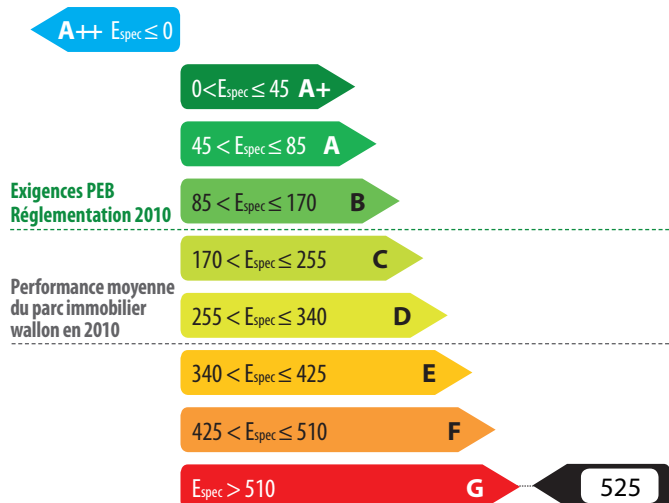 A++ Espec ≤ 0
0<Espec ≤ 45 A+
45 < Espec ≤ 85 A
Exigences PEB
Réglementation 2010
85 < Espec ≤ 170 B
170 < Espec ≤ 255 C
Performance moyenne
du parc immobilier
wallon en 2010
255 < Espec ≤ 340 D
340 < Espec ≤ 425 E
425 < Espec ≤ 510 F
Espec > 510 G 525